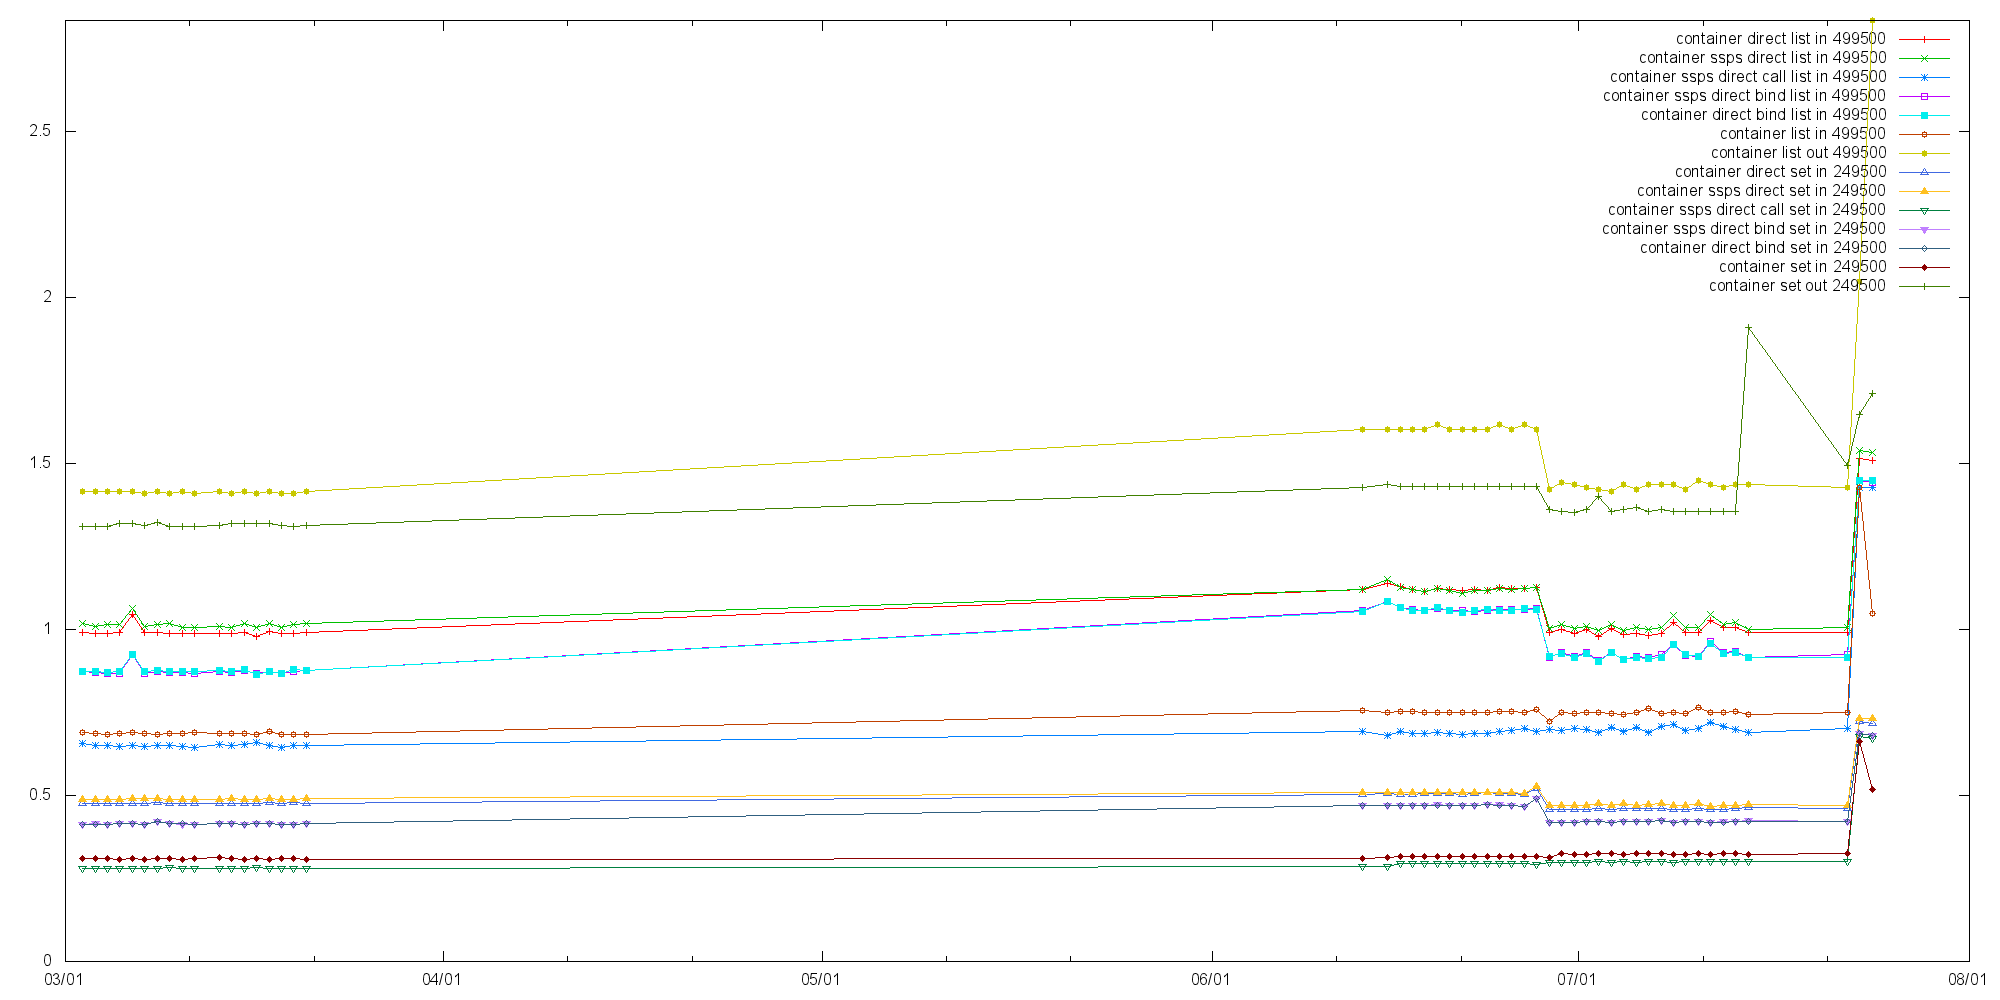 container direct list in 499500
container ssps direct list in 499500
container ssps direct call list in 499500
container ssps direct bind list in 499500
container direct bind list in 499500
container list in 499500
container list out 499500
container direct set in 249500
container ssps direct set in 249500
container ssps direct call set in 249500
container ssps direct bind set in 249500
container direct bind set in 249500
container set in 249500
container set out 249500
2.5
2
1.5
1
0.5
0
03/01 04/01 05/01 06/01 07/01 08/01